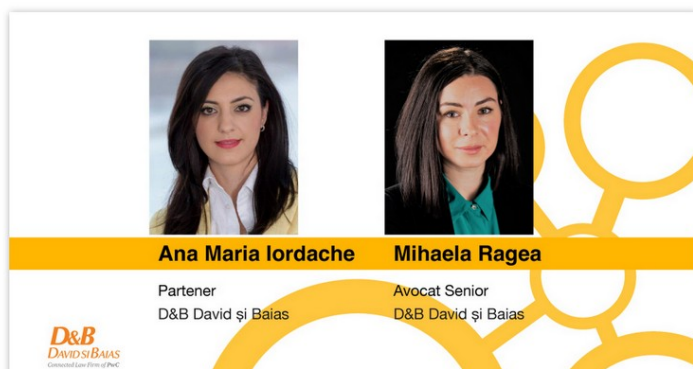 Ana Maria Iordache
Mihaela Ragea
Partener
D&B David și Baias
Avocat Senior
D&B David și Baias
D&B
DAVID ȘI BAIAS
Connected Law Firm of PwC